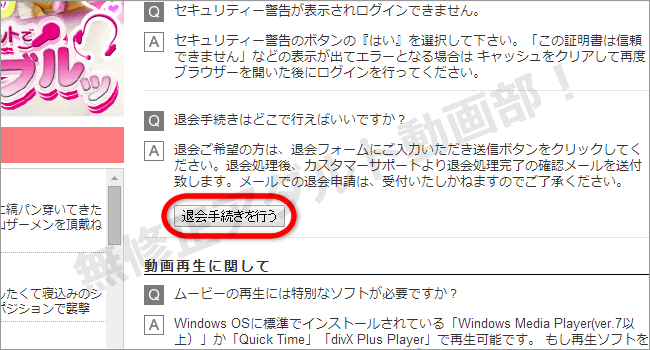 Q セキュリティー警告が表示されログインできません。
A セキュリティー警告のボタンの『はい』を選択して下さい。「この証明書は信頼
できません」などの表示が出てエラーとなる場合は キャッシュをクリアして再度
ブラウザーを開いた後にログインを行ってください。
Q 退会手続きはどこで行えばいいですか？
A 退会ご希望の方は、退会フォームにご入力いただき送信ボタンをクリックしてく
ださい。退会処理後、カスタマーサポートより退会処理完了の確認メールを送付
致します。メールでの退会申請は、受付いたしかねますのでご了承ください。
退会手続きを行う
動画再生に関して
Q ムービーの再生には特別なソフトが必要ですか？
A Windows OSに標準でインストールされている「Windows Media Player(ver.7以
上）」か「Quick Time」「divX Plus Player」で再生可能です。 もし再生ソフトを
ットで
ブルッ
に縞パン穿いてきた
ザーメンを頂戴ね
したくて寝込みのシ
ポジションで襲撃
無修正アダルト動画部！